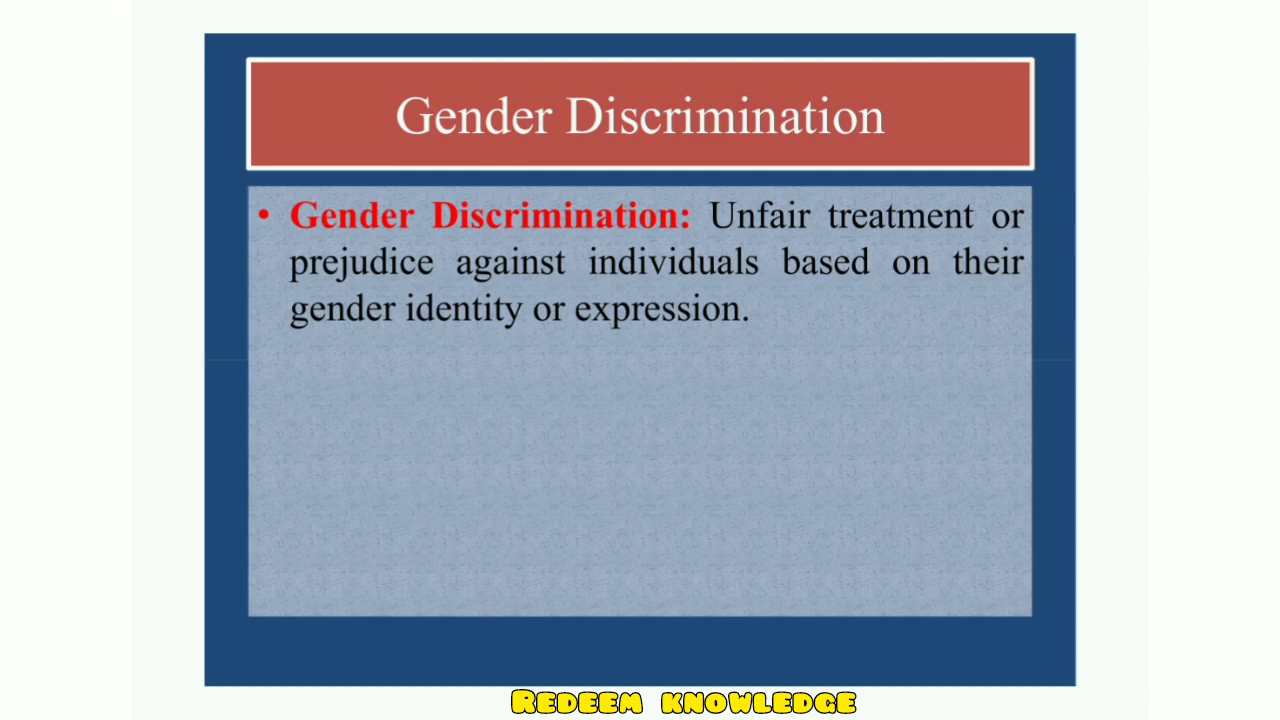 Gender Discrimination
• Gender Discrimination: Unfair treatment or
prejudice against individuals based on their
gender identity or expression.
Redeem knowledge